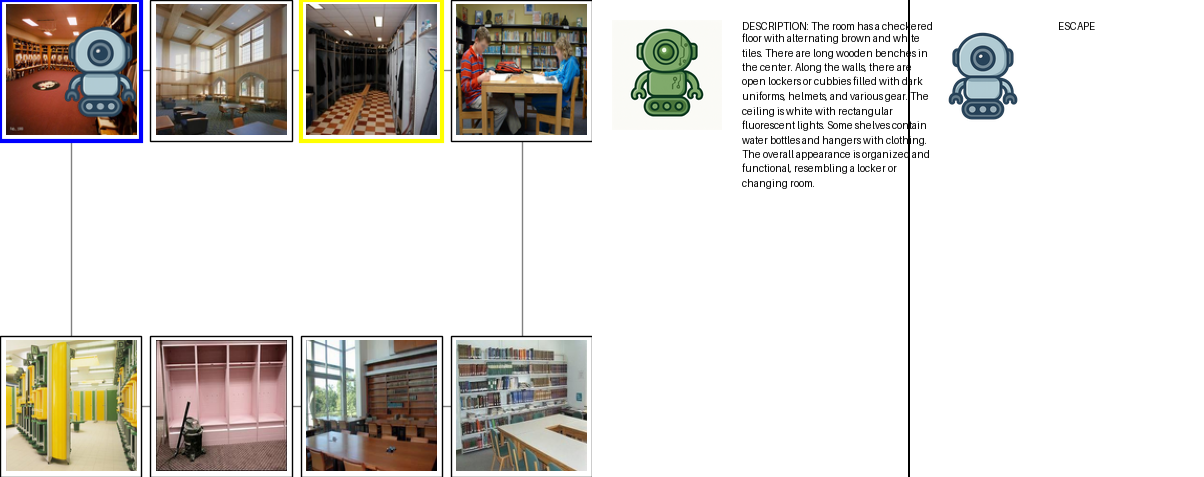 DESCRIPTION: The room has a checkered
floor with alternating brown and white
tiles. There are long wooden benches in
the center. Along the walls, there are
open lockers or cubbies filled with dark
uniforms, helmets, and various gear. The
ceiling is white with rectangular
fluorescent lights. Some shelves contain
water bottles and hangers with clothing.
The overall appearance is organized and
functional, resembling a locker or
changing room.
ESCAPE